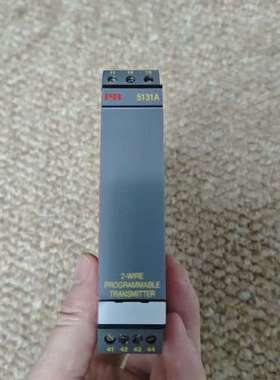 PR 5131A
2-WIRE
PROGRAMMABLE
TRANSMITTER
41 42 43 44